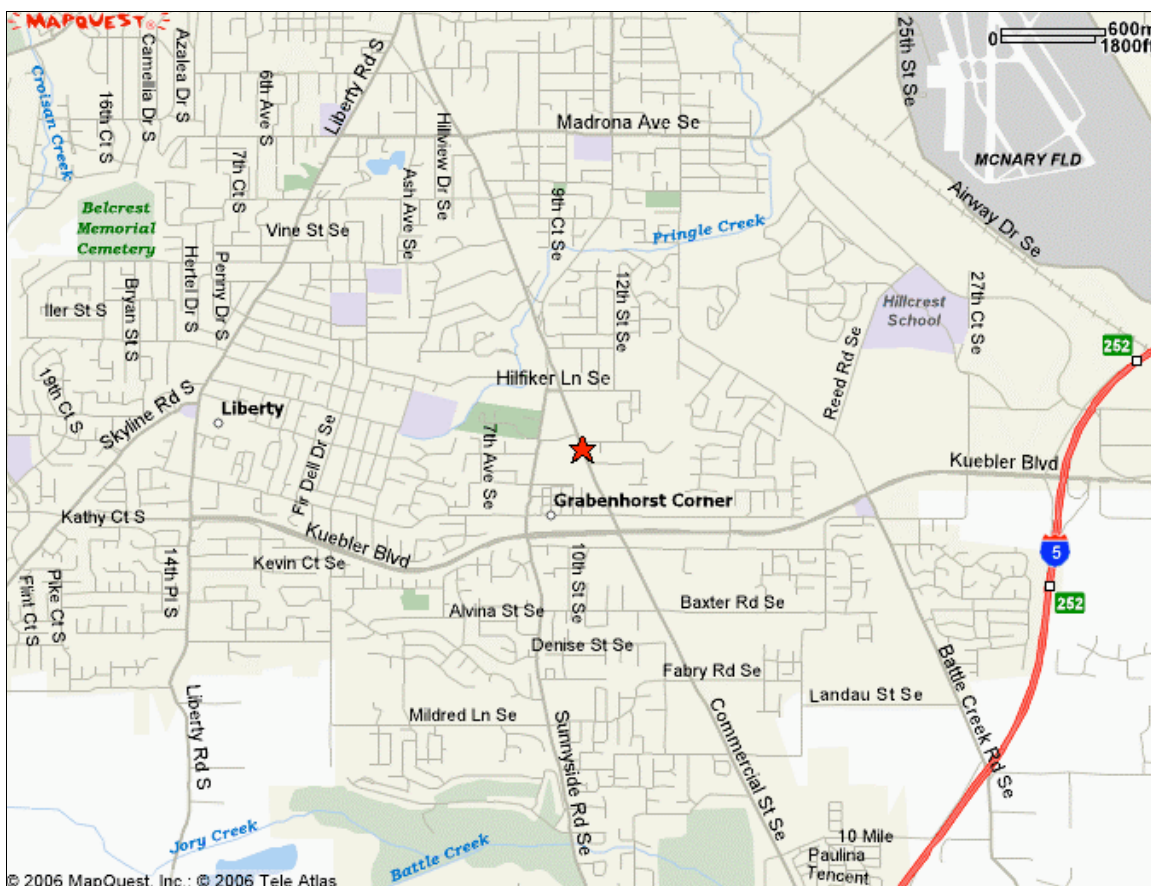 MAPQUEST
600m
0
1800ft
25th St Se
Croisan Creek
Camellia Dr S
Azalea Dr S
16th Ct S
6th Ave S
7th Ct S
Liberty Rd S
Hillview Dr Se
Madrona Ave Se
MCNARY FLD
Airway Dr Se
Belcrest
Memorial
Cemetery
Vine St Se
Ash Ave Se
9th Ct Se
Pringle Creek
Hertel Dr S
Penny Dr S
Iler St S
Bryan St S
12th St Se
Hillcrest
School
27th Ct Se
252
19th Ct S
Skyline Rd S
Liberty
Hilfiker Ln Se
Reed Rd Se
Fir Dell Dr Se
7th Ave Se
Kuebler Blvd
Grabenhorst Corner
Kathy Ct S
Kuebler Blvd
5
14th Pl S
Kevin Ct Se
10th St Se
Flint Ct S
Pike Ct S
Alvina St Se
Baxter Rd Se
252
Denise St Se
Fabry Rd Se
Landau St Se
Battle Creek Rd Se
Liberty Rd S
Mildred Ln Se
Sunnyside Rd Se
Commercial St Se
Jory Creek
Battle Creek
10 Mile
Paulina
Tencent
© 2006 MapQuest, Inc.; © 2006 Tele Atlas